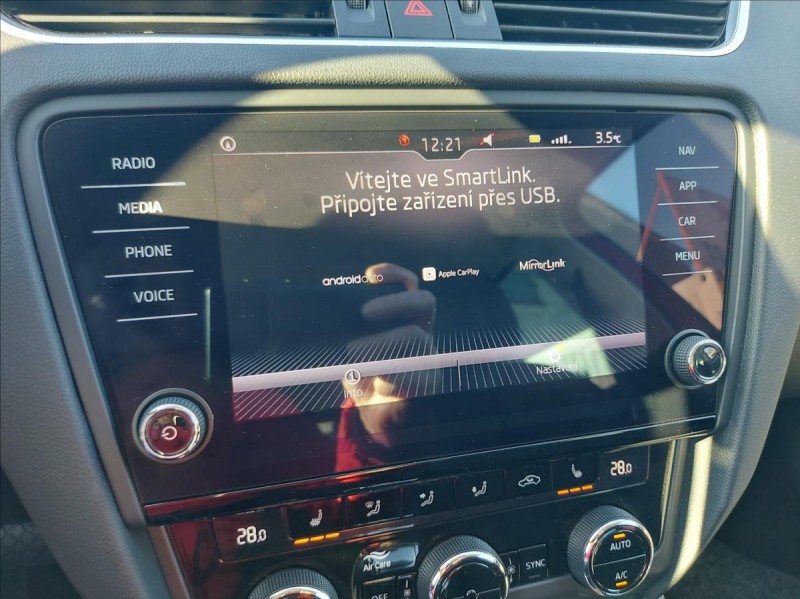 12:21 3.5°C
RADIO
MEDIA
PHONE
VOICE
Vítejte ve SmartLink.
Připojte zařízení přes USB.
androidauto Apple CarPlay MirrorLink
Info Nastavení
NAV
APP
CAR
MENU
28.0 28.0
Air Care
OFF SYNC AUTO
A/C